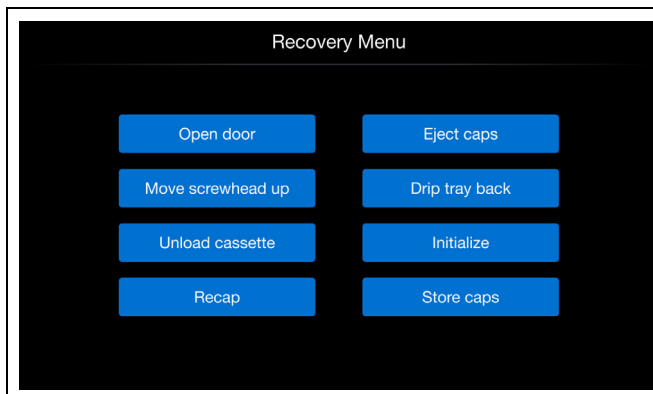 Recovery Menu
Open door
Eject caps
Move screwhead up
Drip tray back
Unload cassette
Initialize
Recap
Store caps